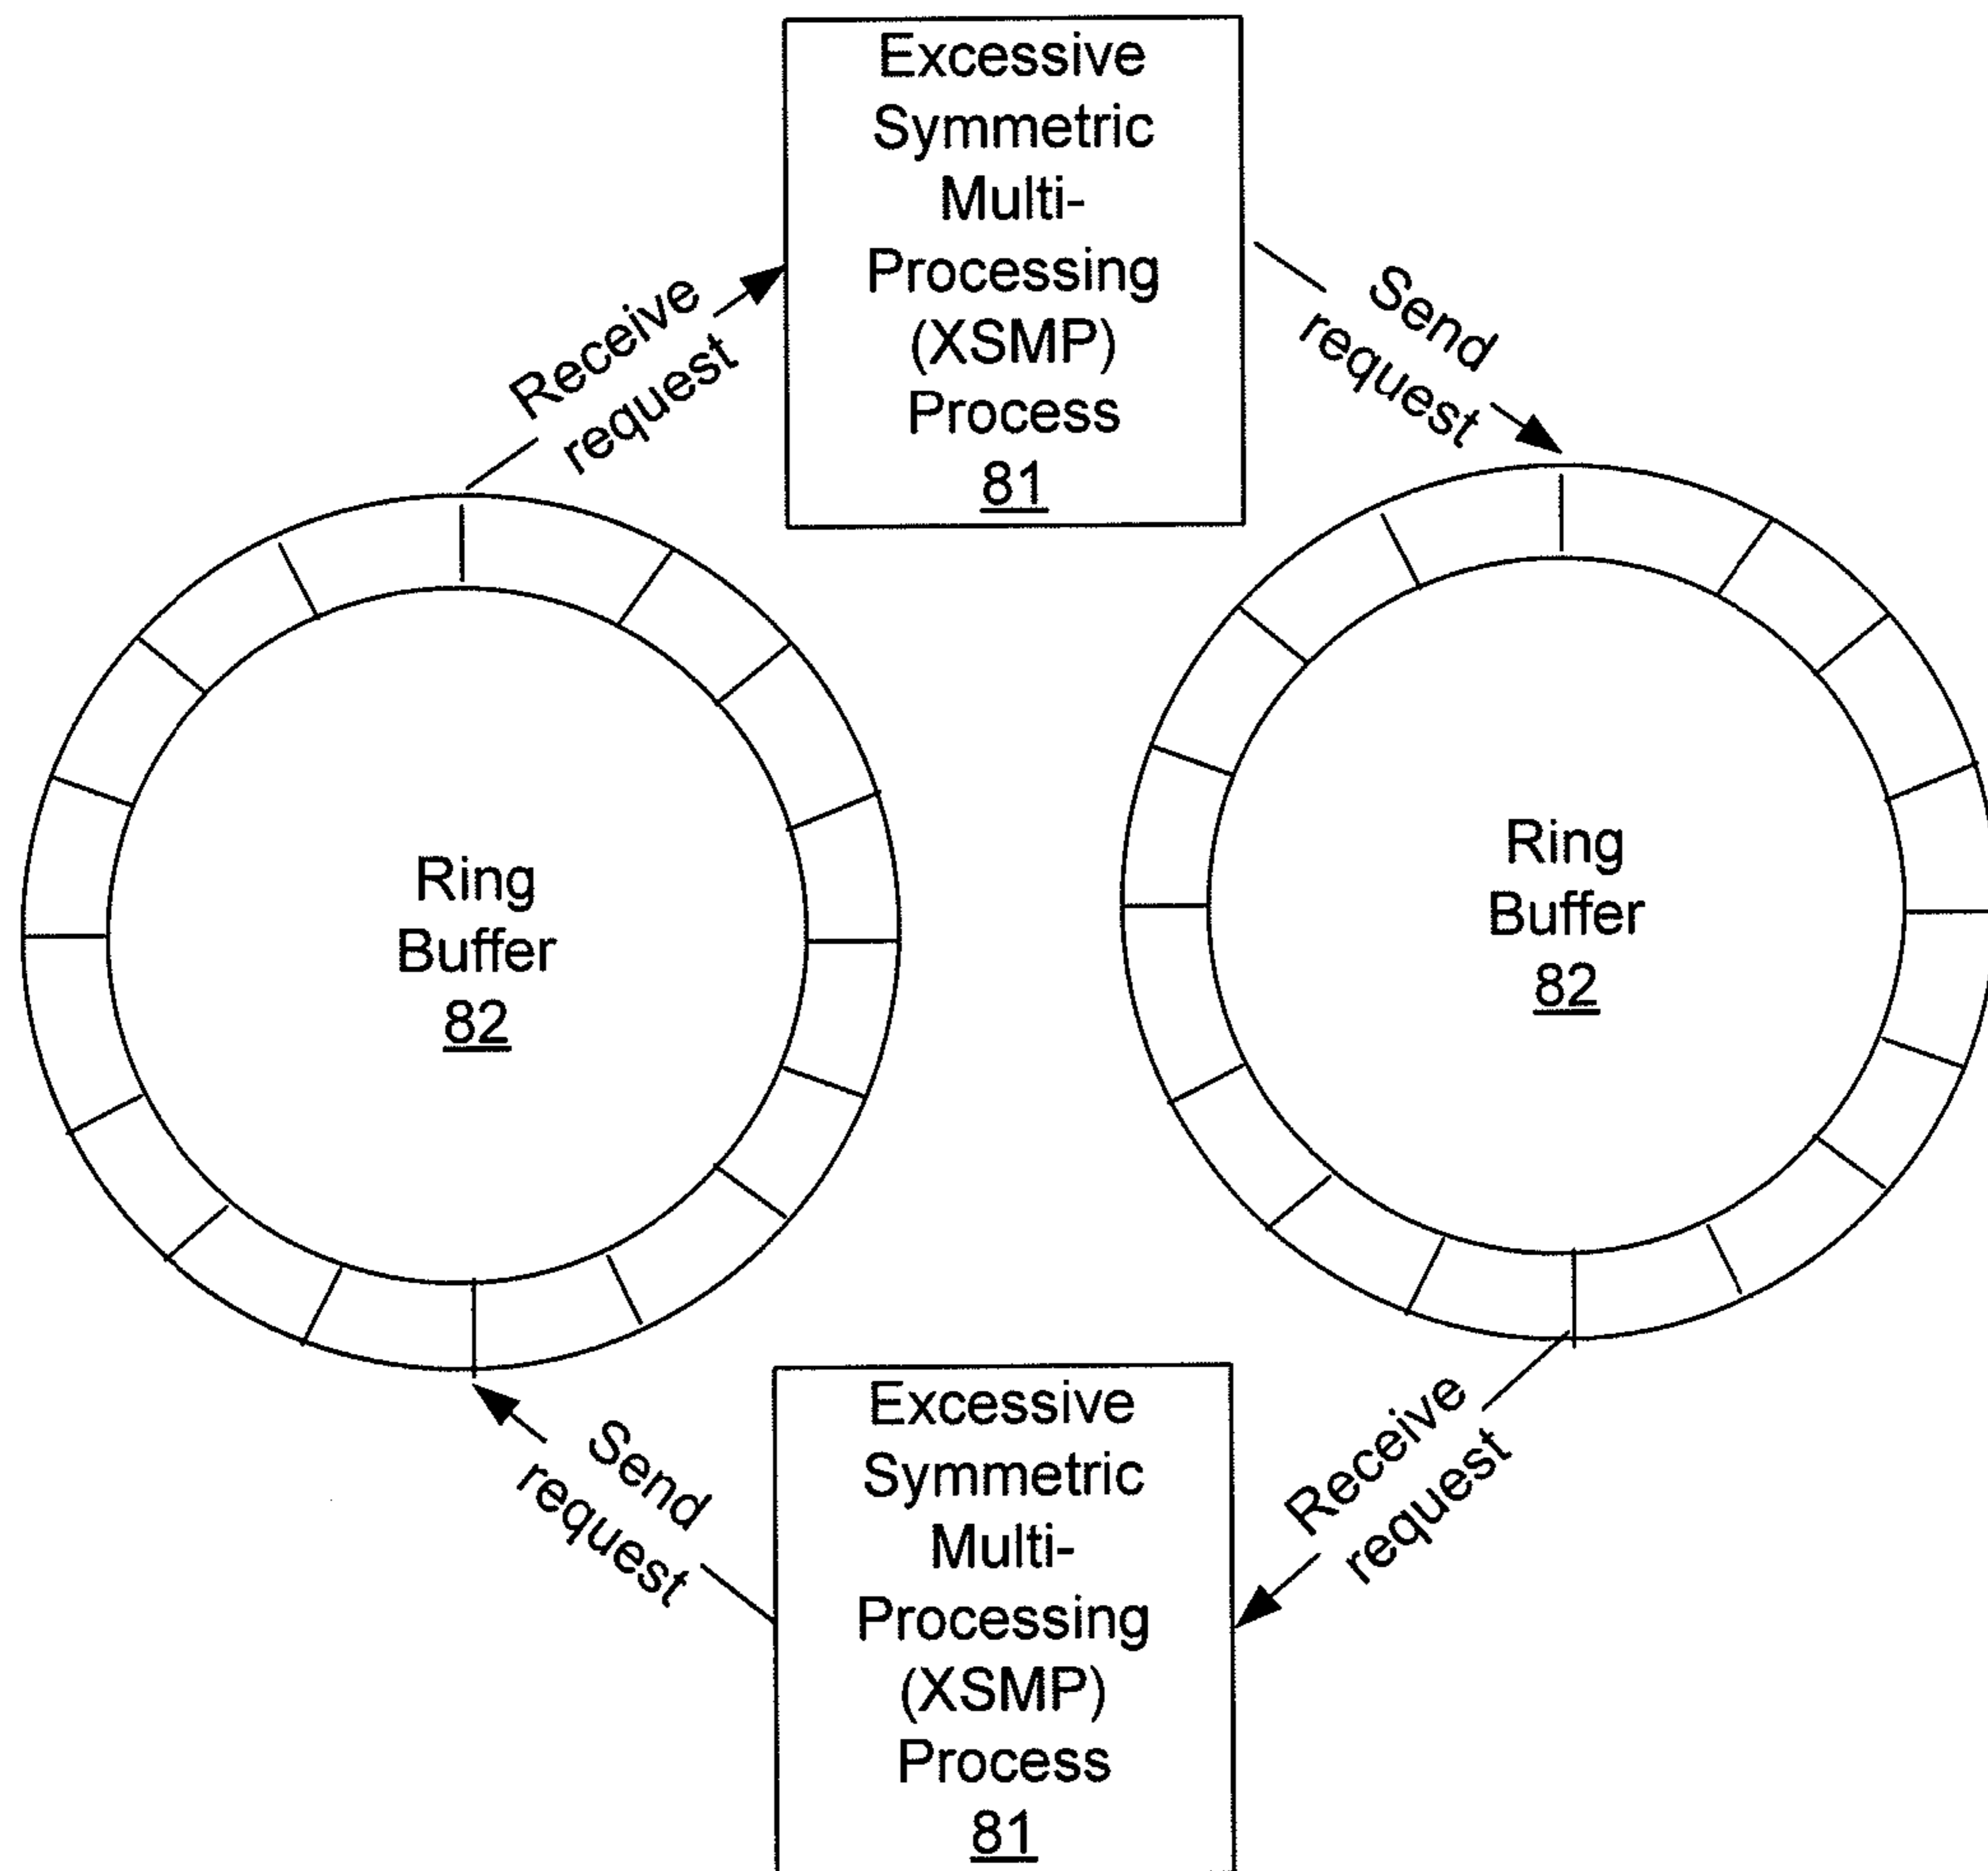 Excessive
Symmetric
Multi-
Processing
(XSMP)
Process
81
Receive
request
Send
request
Ring
Buffer
82
Ring
Buffer
82
Send
request
Receive
request
Excessive
Symmetric
Multi-
Processing
(XSMP)
Process
81